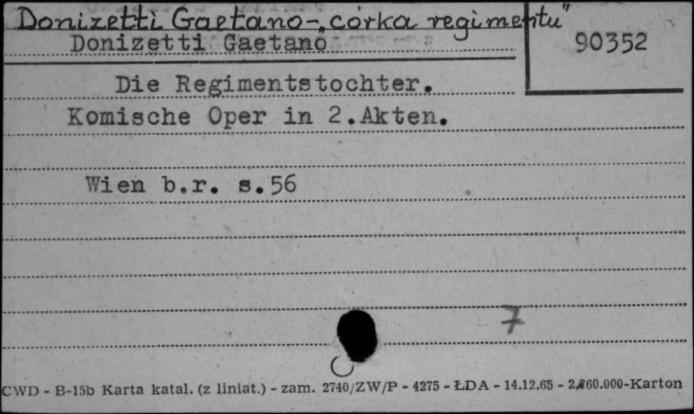 Donizetti Gaetano - "córka regimentu"
Donizetti Gaetano
90352
Die Regimentstochter.
Komische Oper in 2.Akten.
Wien b.r. s.56
7
CWD - B-15b Karta katal. (z liniat.) - zam. 2740/ZW/P - 4275 - ŁDA - 14.12.65 - 2.860.000-Karton